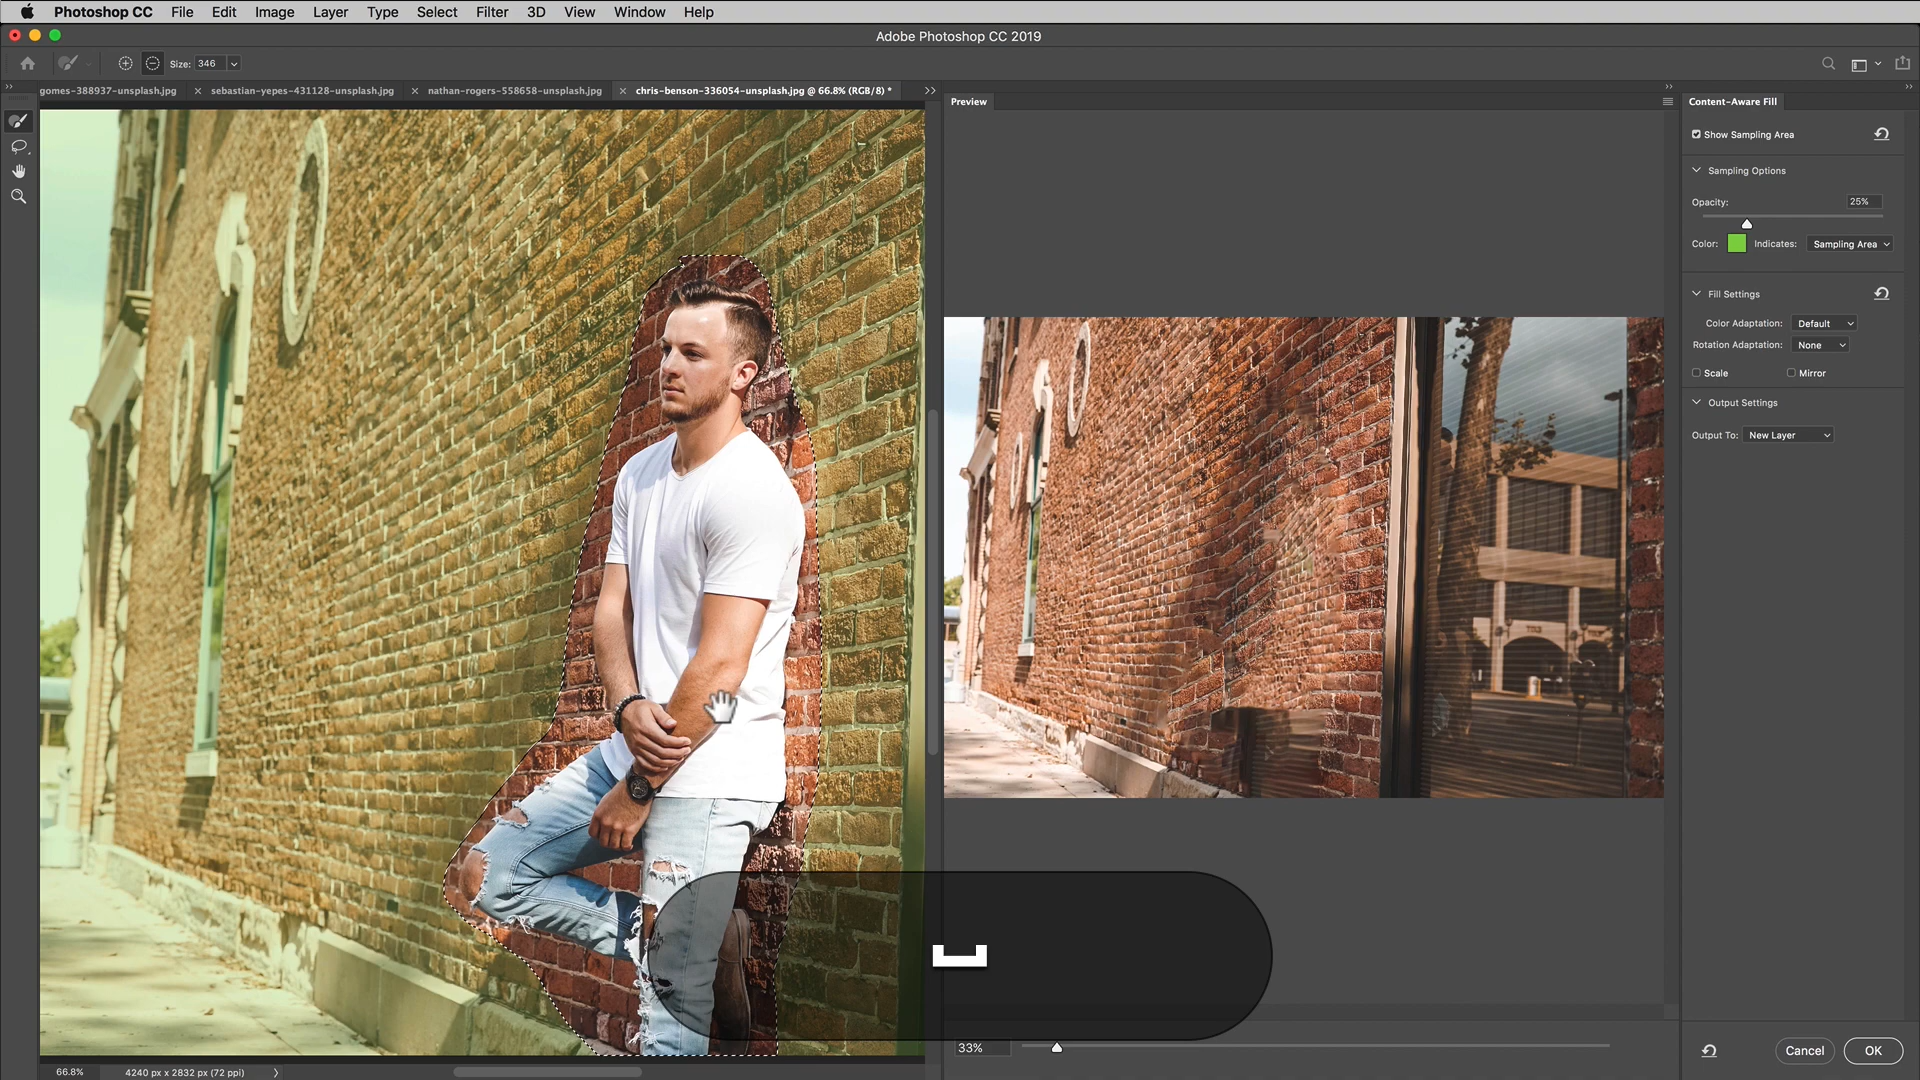 Photoshop CC File Edit Image Layer Type Select Filter 3D View Window Help
Adobe Photoshop CC 2019
Size: 346
gomes-388937-unsplash.jpg × sebastian-yepes-431128-unsplash.jpg × nathan-rogers-558658-unsplash.jpg × chris-benson-336054-unsplash.jpg @ 66.8% (RGB/8) *
Preview
Content-Aware Fill
Show Sampling Area
Sampling Options
Opacity: 25%
Color: Indicates: Sampling Area
Fill Settings
Color Adaptation: Default
Rotation Adaptation: None
Scale Mirror
Output Settings
Output To: New Layer
33%
Cancel OK
66.8% 4240 px x 2832 px (72 ppi)